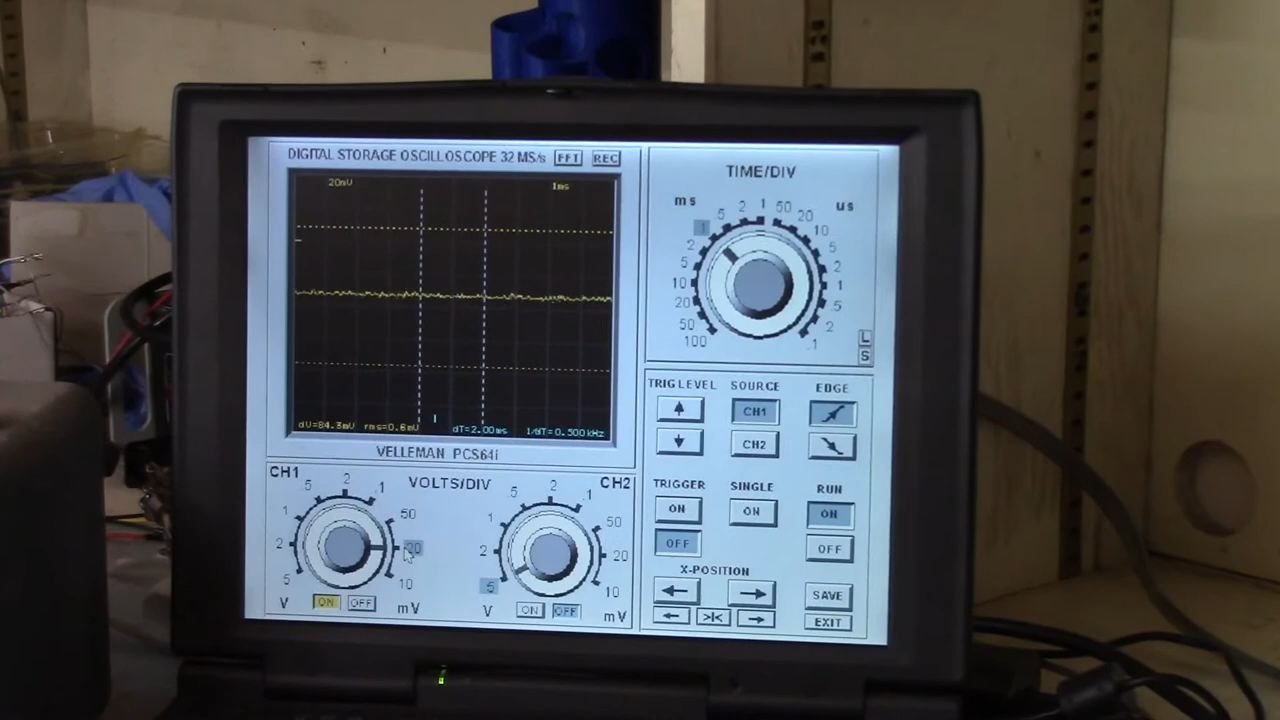 DIGITAL STORAGE OSCILLOSCOPE 32 MS/s FFT REC
20mV 1ms
dV=84.3mV rms=0.6mV dT=2.00ms 1/dT=0.500kHz
VELLEMAN PCS64i
CH1 VOLTS/DIV CH2
5 2 1 .5 .2 .1 50 20 10
V ON OFF mV
5 2 1 .5 .2 .1 50 20 10
V ON OFF mV
TIME/DIV
ms us
100 50 20 10 5 2 1 .5 .2 .1 50 20 10 5 2 1 .5 .2 .1
L
S
TRIG LEVEL SOURCE EDGE
CH1
CH2
TRIGGER SINGLE RUN
ON ON ON
OFF OFF
X-POSITION
SAVE
>|<
EXIT